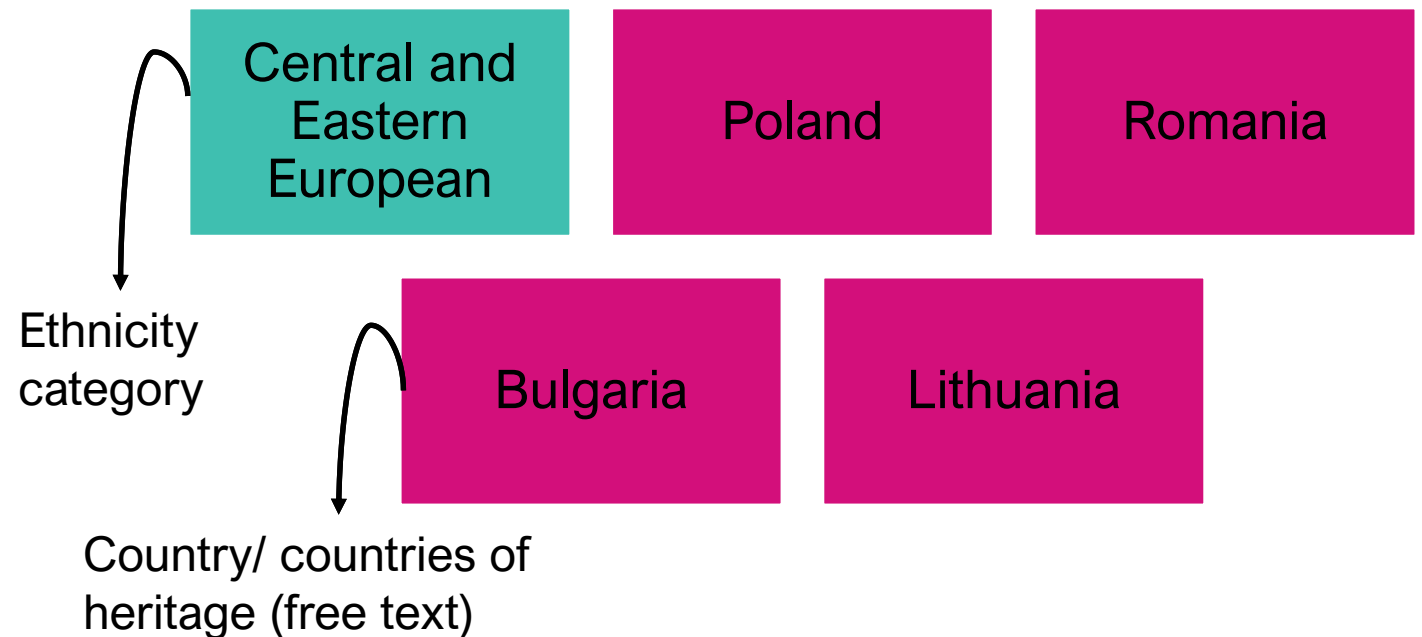 Central and
Eastern
European
Poland
Romania
Ethnicity
category
Bulgaria
Lithuania
Country/ countries of
heritage (free text)